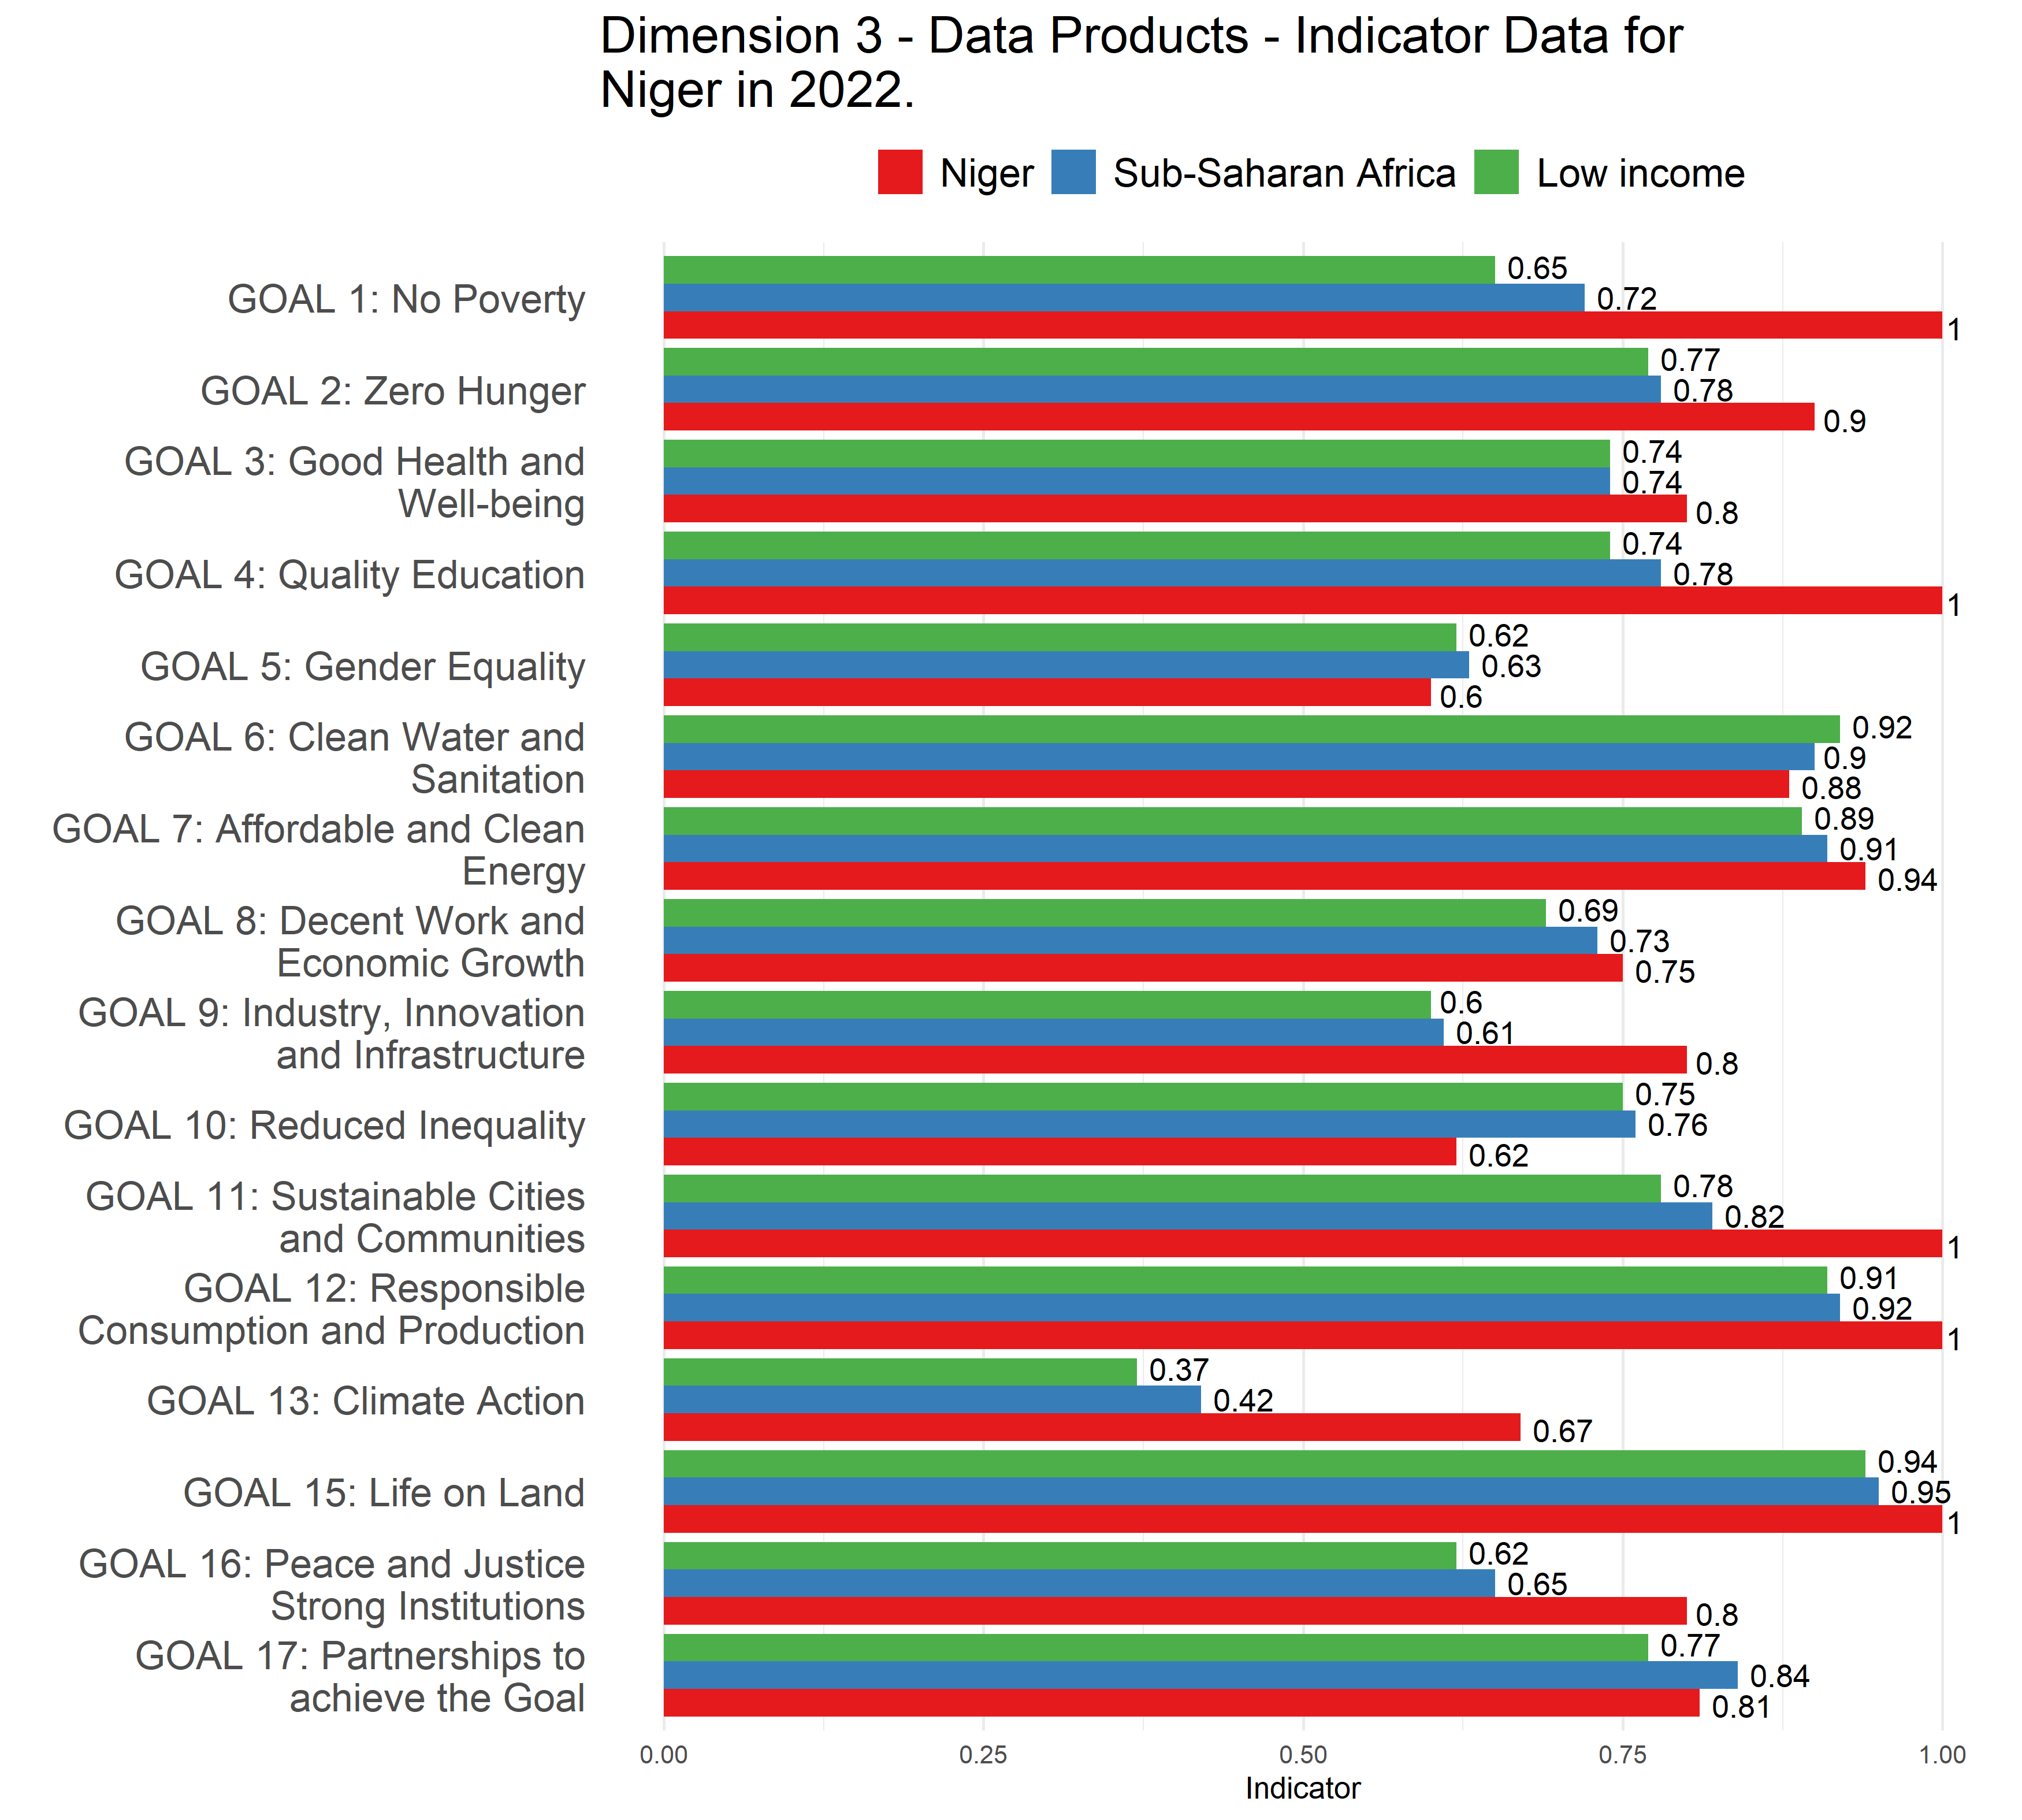 Dimension 3 - Data Products - Indicator Data for
Niger in 2022.
Niger Sub-Saharan Africa Low income
GOAL 1: No Poverty
0.65
0.72
1
GOAL 2: Zero Hunger
0.77
0.78
0.9
GOAL 3: Good Health and
Well-being
0.74
0.74
0.8
GOAL 4: Quality Education
0.74
0.78
1
GOAL 5: Gender Equality
0.62
0.63
0.6
GOAL 6: Clean Water and
Sanitation
0.92
0.9
0.88
GOAL 7: Affordable and Clean
Energy
0.89
0.91
0.94
GOAL 8: Decent Work and
Economic Growth
0.69
0.73
0.75
GOAL 9: Industry, Innovation
and Infrastructure
0.6
0.61
0.8
GOAL 10: Reduced Inequality
0.75
0.76
0.62
GOAL 11: Sustainable Cities
and Communities
0.78
0.82
1
GOAL 12: Responsible
Consumption and Production
0.91
0.92
1
GOAL 13: Climate Action
0.37
0.42
0.67
GOAL 15: Life on Land
0.94
0.95
1
GOAL 16: Peace and Justice
Strong Institutions
0.62
0.65
0.8
GOAL 17: Partnerships to
achieve the Goal
0.77
0.84
0.81
0.00 0.25 0.50 0.75 1.00
Indicator